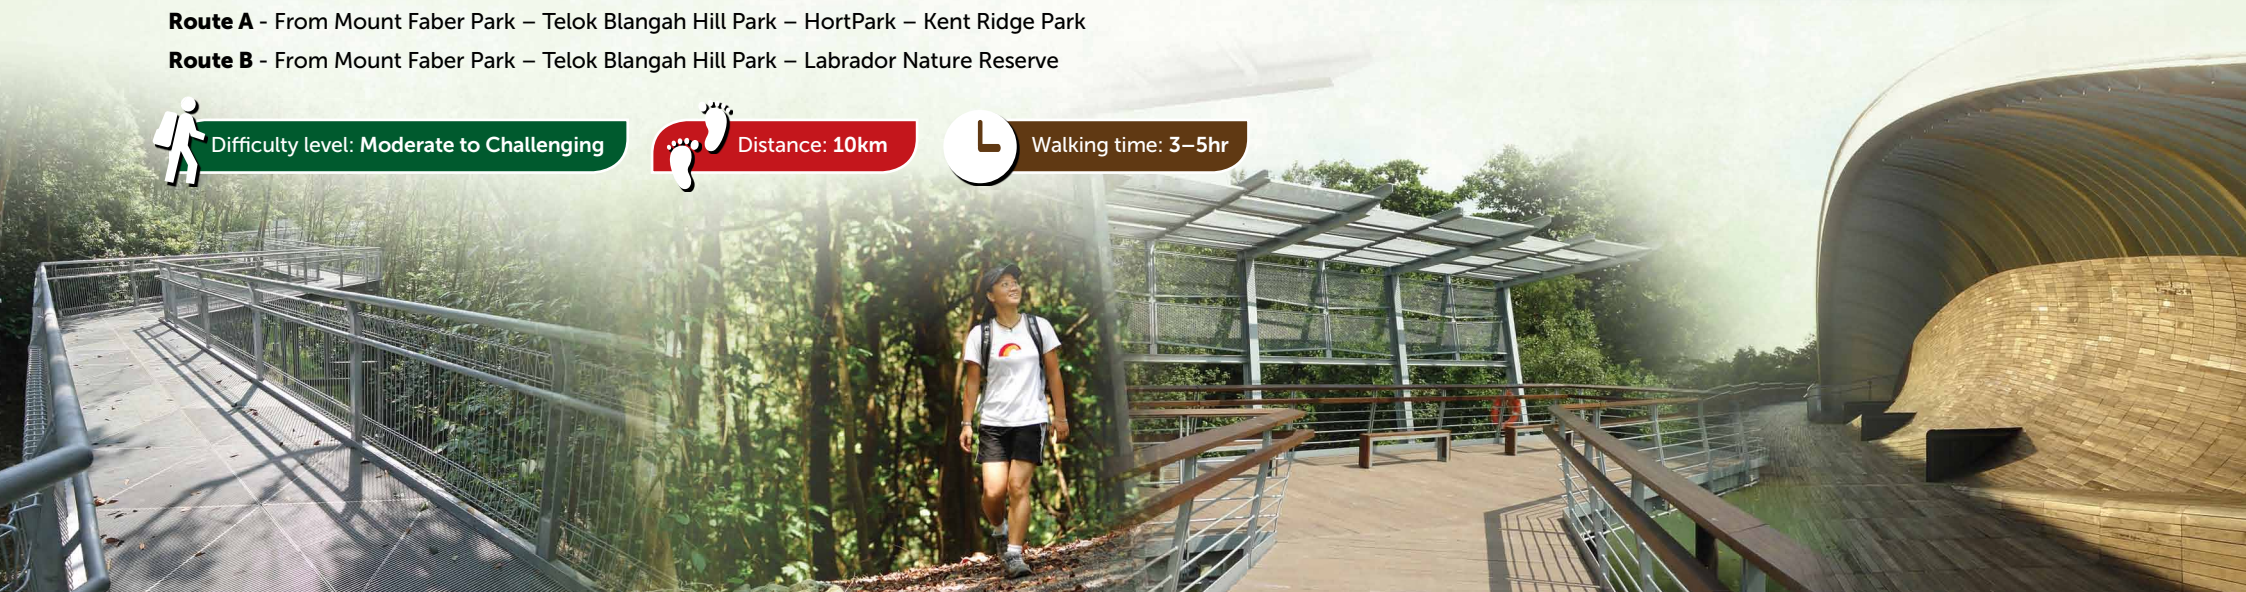 Route A - From Mount Faber Park – Telok Blangah Hill Park – HortPark – Kent Ridge Park
Route B - From Mount Faber Park – Telok Blangah Hill Park – Labrador Nature Reserve
Difficulty level: Moderate to Challenging
Distance: 10km
Walking time: 3–5hr